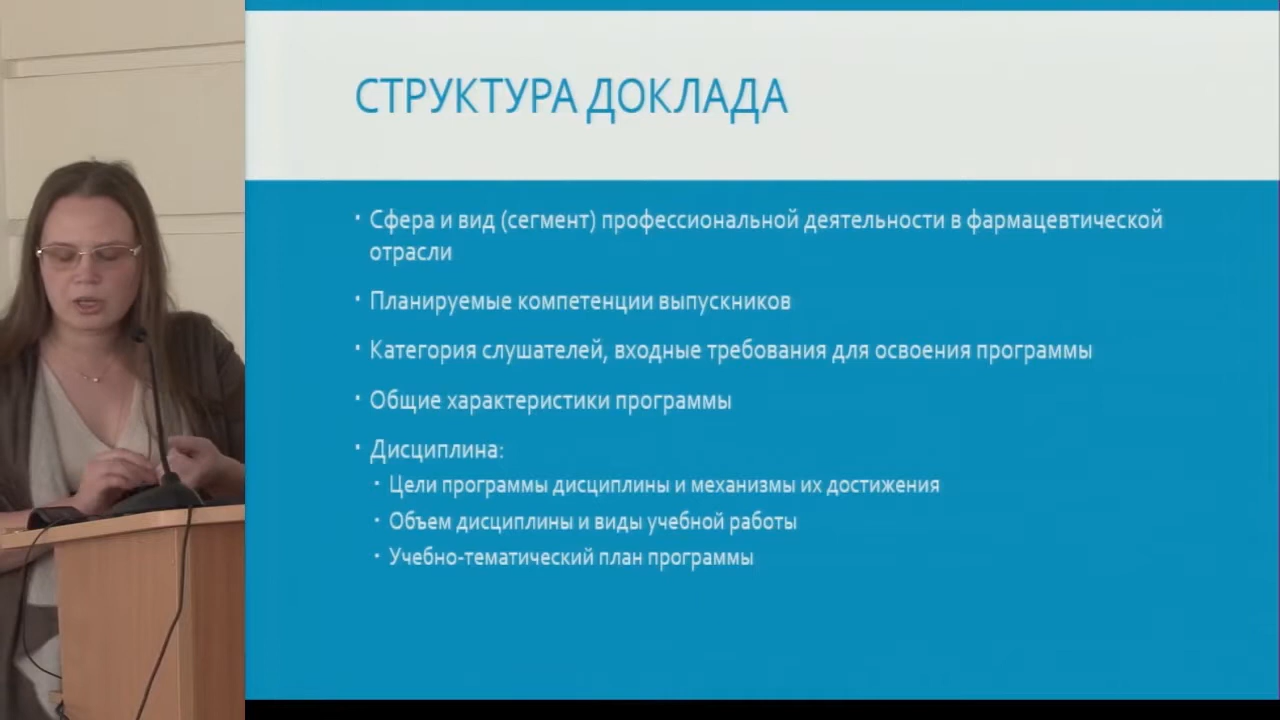 СТРУКТУРА ДОКЛАДА
Сфера и вид (сегмент) профессиональной деятельности в фармацевтической
отрасли
Планируемые компетенции выпускников
Категория слушателей, входные требования для освоения программы
Общие характеристики программы
Дисциплина:
Цели программы дисциплины и механизмы их достижения
Объем дисциплины и виды учебной работы
Учебно-тематический план программы